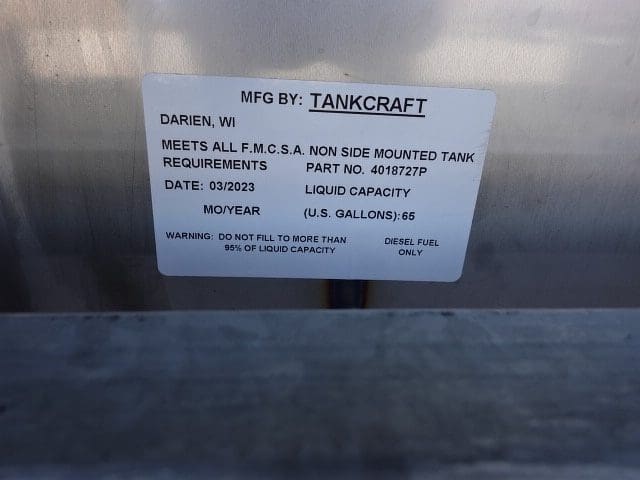 MFG BY: TANKCRAFT
DARIEN, WI
MEETS ALL F.M.C.S.A. NON SIDE MOUNTED TANK
REQUIREMENTS PART NO. 4018727P
DATE: 03/2023 LIQUID CAPACITY
MO/YEAR (U.S. GALLONS): 65
WARNING: DO NOT FILL TO MORE THAN
95% OF LIQUID CAPACITY
DIESEL FUEL
ONLY